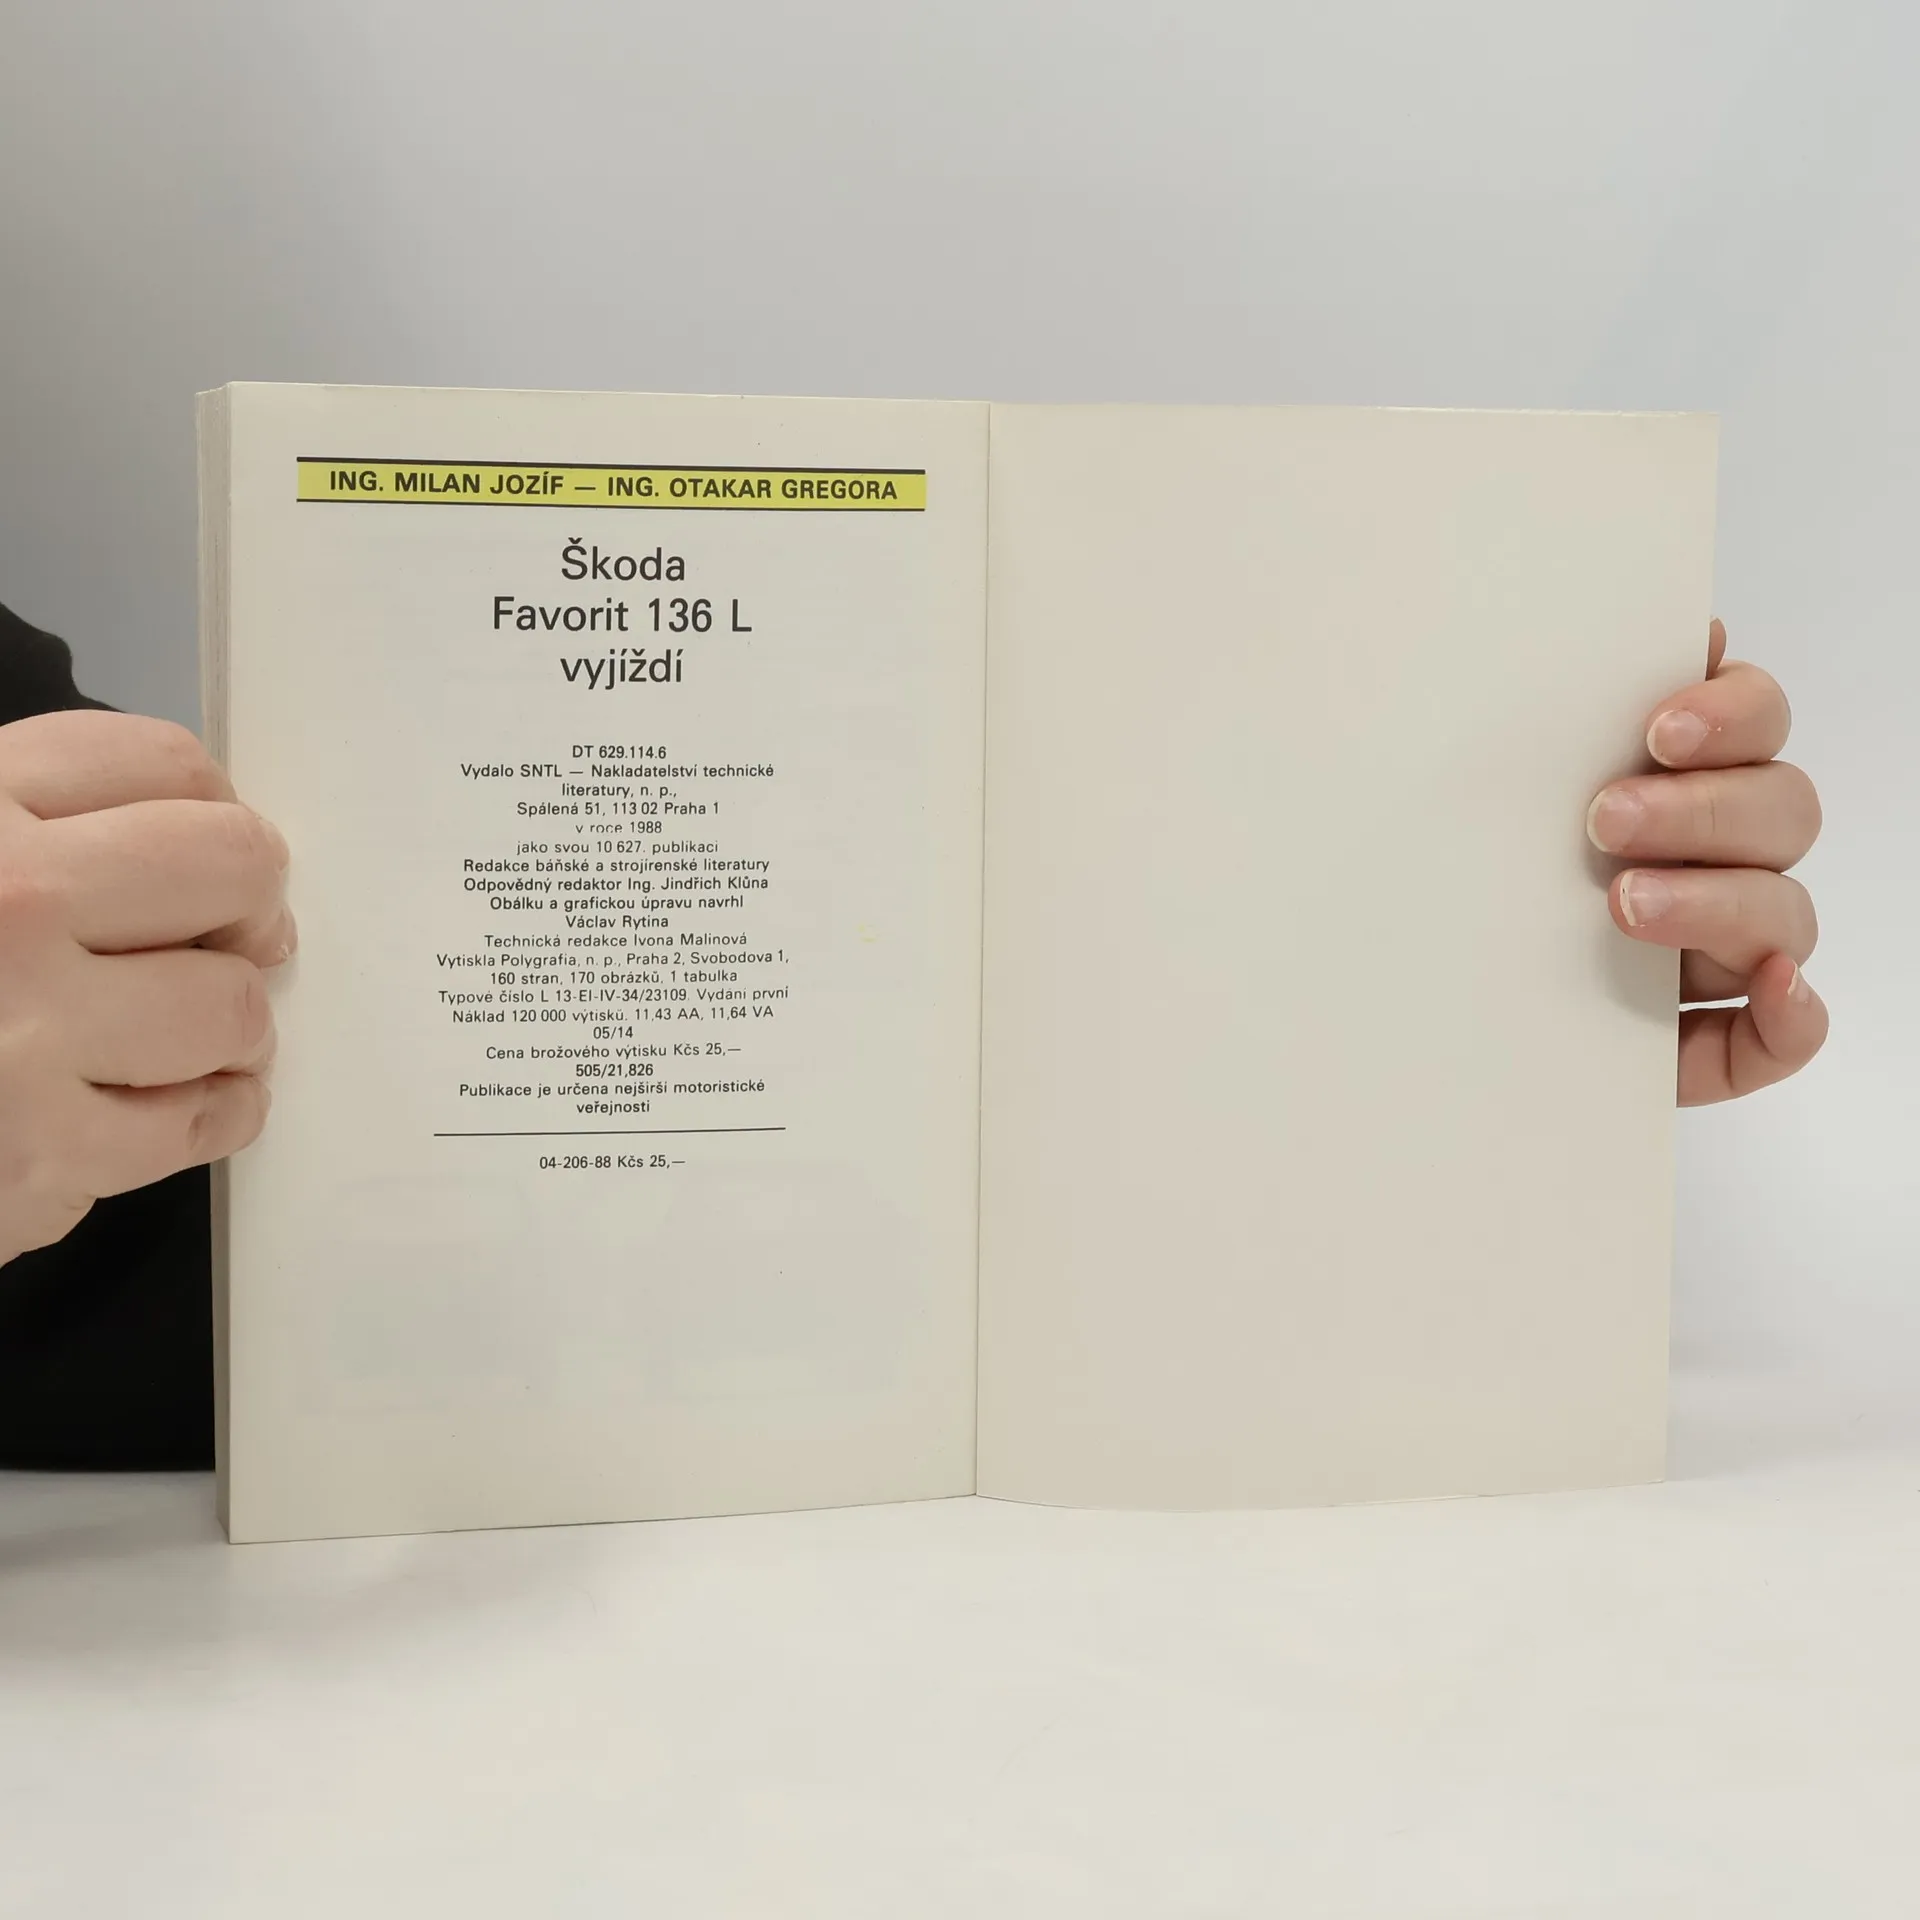 ING. MILAN JOZÍF — ING. OTAKAR GREGORA
Škoda
Favorit 136 L
vyjíždí
DT 629.114.6
Vydalo SNTL — Nakladatelství technické
literatury, n. p.,
Spálená 51, 113 02 Praha 1
v roce 1988
jako svou 10 627. publikaci
Redakce báňské a strojírenské literatury
Odpovědný redaktor Ing. Jindřich Klůna
Obálku a grafickou úpravu navrhl
Václav Rytina
Technická redakce Ivona Malinová
Vytiskla Polygrafia, n. p., Praha 2, Svobodova 1,
160 stran, 170 obrázků, 1 tabulka
Typové číslo L 13-EI-IV-34/23109. Vydání první
Náklad 120 000 výtisků. 11,43 AA, 11,64 VA
05/14
Cena brožového výtisku Kčs 25,—
505/21,826
Publikace je určena nejširší motoristické
veřejnosti
04-206-88 Kčs 25,—